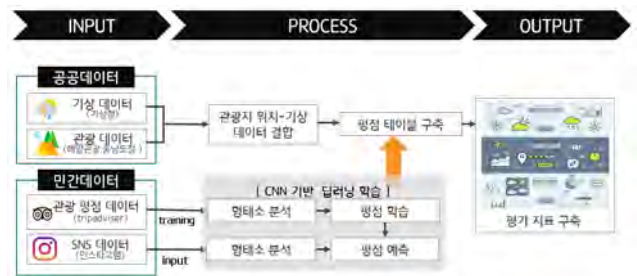 INPUT
PROCESS
OUTPUT
공공데이터
기상 데이터
(기상청)
관광 데이터
관광지 위치-기상
데이터 결합
평점 테이블 구축
민간데이터
관광 평점 데이터
(tripadviser)
SNS 데이터
(인스타그램)
training
input
[ CNN 기반 딥러닝 학습 ]
형태소 분석
평점 학습
형태소 분석
평점 예측
평가 지표 구축